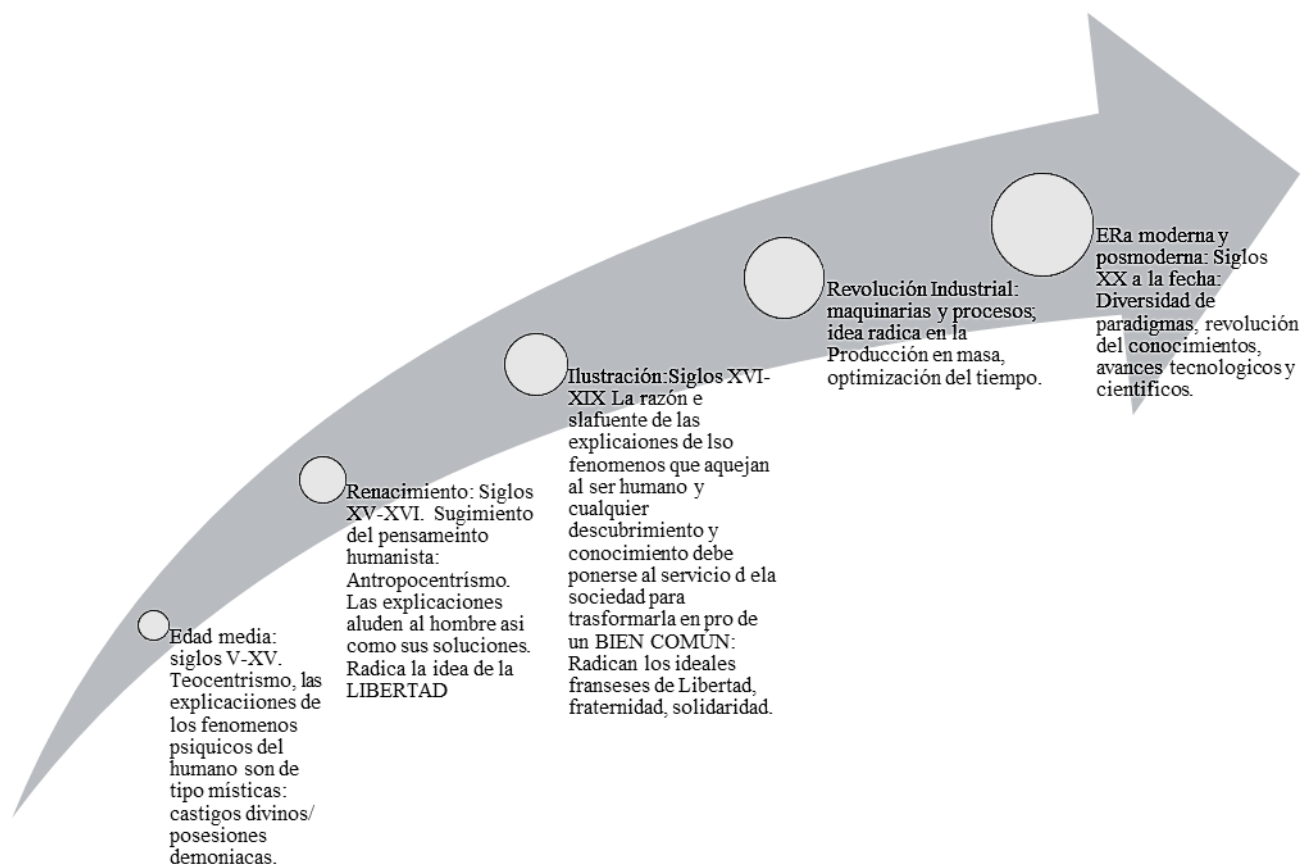 Edad media:
siglos V-XV.
Teocentrismo, las
explicaciiones de
los fenomenos
psiquicos del
humano son de
tipo místicas:
castigos divinos/
posesiones
demoniacas.
Renacimiento: Siglos
XV-XVI. Sugimiento
del pensameinto
humanista:
Antropocentrísmo.
Las explicaciones
aluden al hombre asi
como sus soluciones.
Radica la idea de la
LIBERTAD
Ilustración:Siglos XVI-
XIX La razón e
slafuente de las
explicaiones de lso
fenomenos que aquejan
al ser humano y
cualquier
descubrimiento y
conocimiento debe
ponerse al servicio d ela
sociedad para
trasformarla en pro de
un BIEN COMÚN:
Radican los ideales
franseses de Libertad,
fraternidad, solidaridad.
Revolución Industrial:
maquinarias y procesos;
idea radica en la
Producción en masa,
optimización del tiempo.
ERa moderna y
posmoderna: Siglos
XX a la fecha:
Diversidad de
paradigmas, revolución
del conocimientos,
avances tecnologicos y
cientificos.